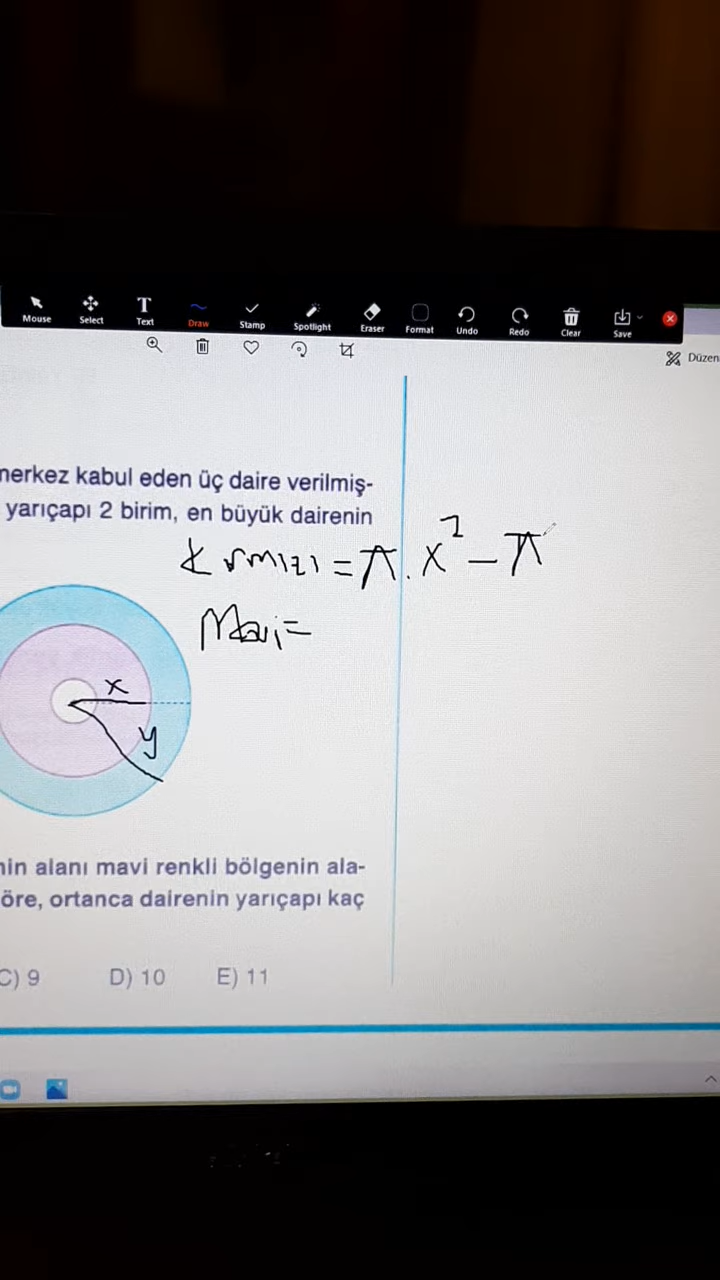 Mouse Select Text Draw Stamp Spotlight Eraser Format Undo Redo Clear Save
Düzen
merkez kabul eden üç daire verilmiş-
yarıçapı 2 birim, en büyük dairenin
Kırmızı = π . x² - π
Mavi =
x
y
nin alanı mavi renkli bölgenin ala-
öre, ortanca dairenin yarıçapı kaç
C) 9 D) 10 E) 11